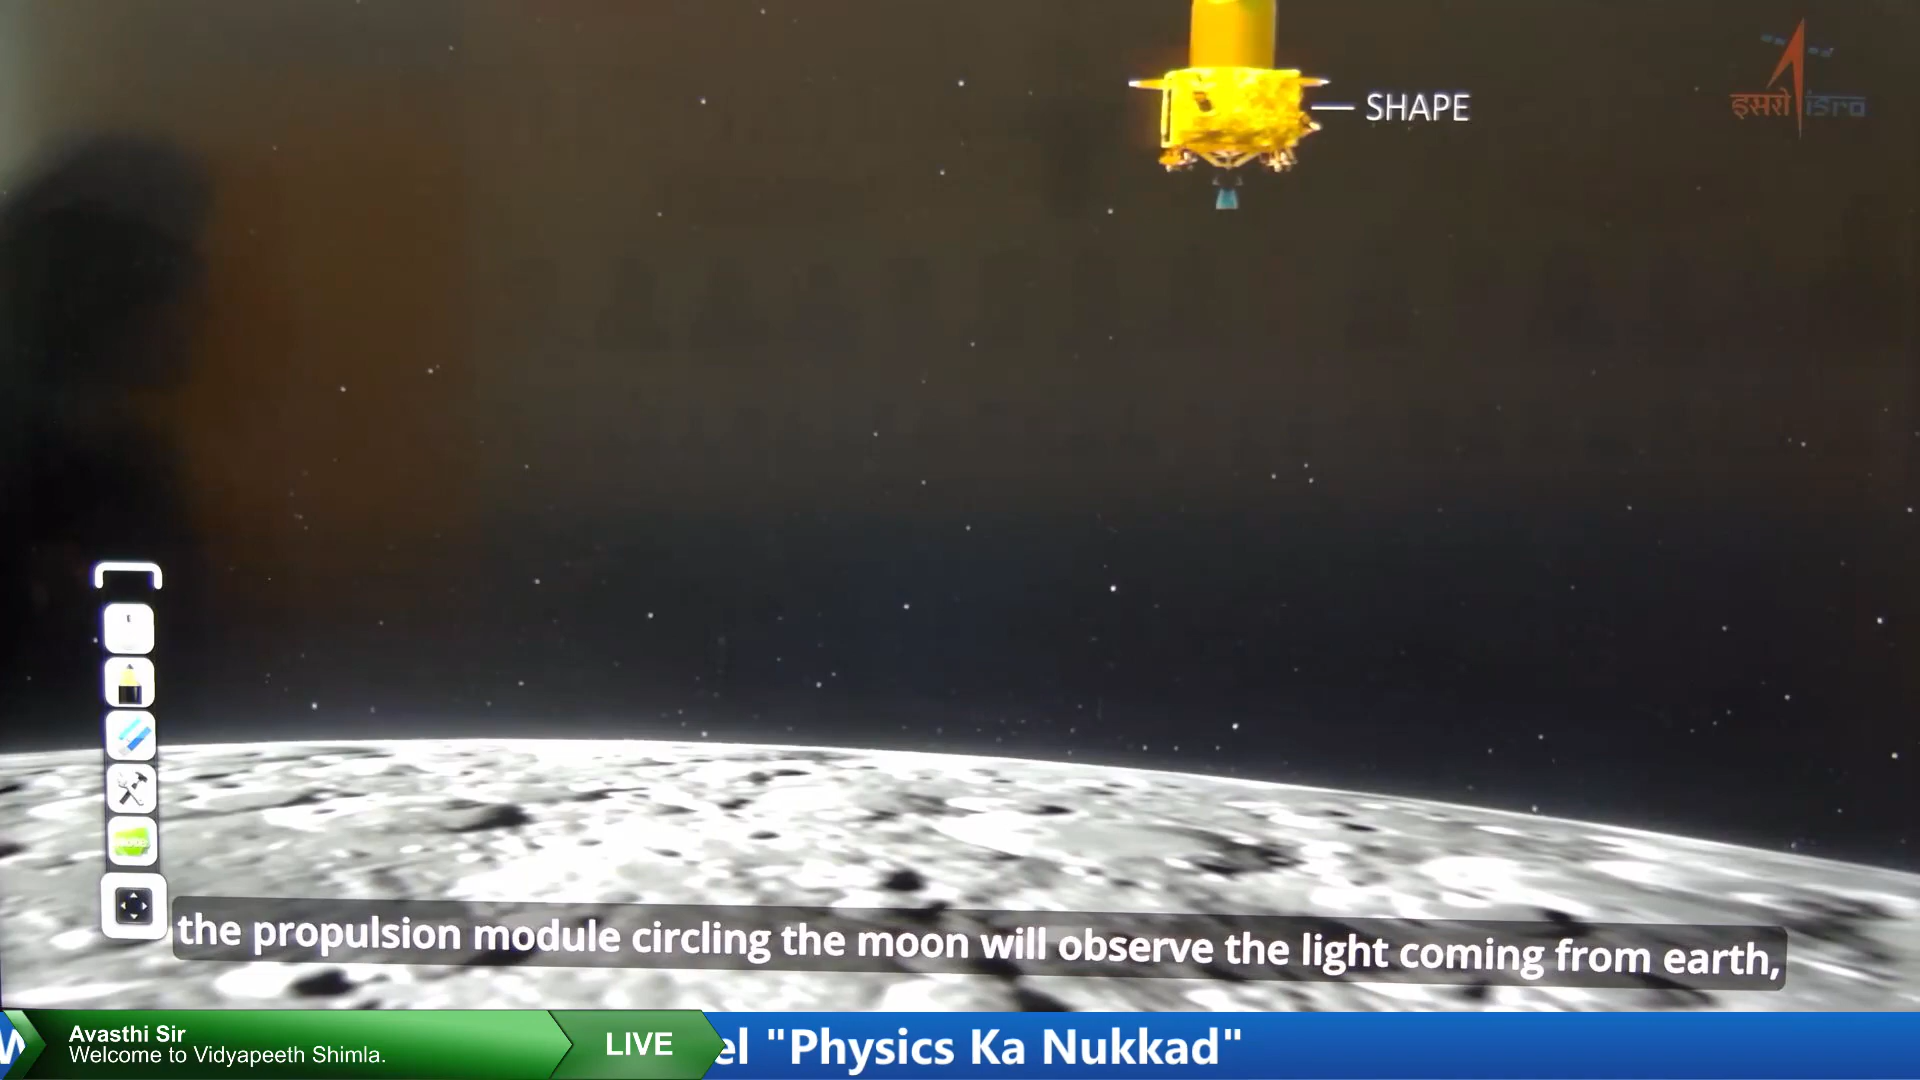 SHAPE
इसरो isro
the propulsion module circling the moon will observe the light coming from earth,
Avasthi Sir
Welcome to Vidyapeeth Shimla.
LIVE
el "Physics Ka Nukkad"